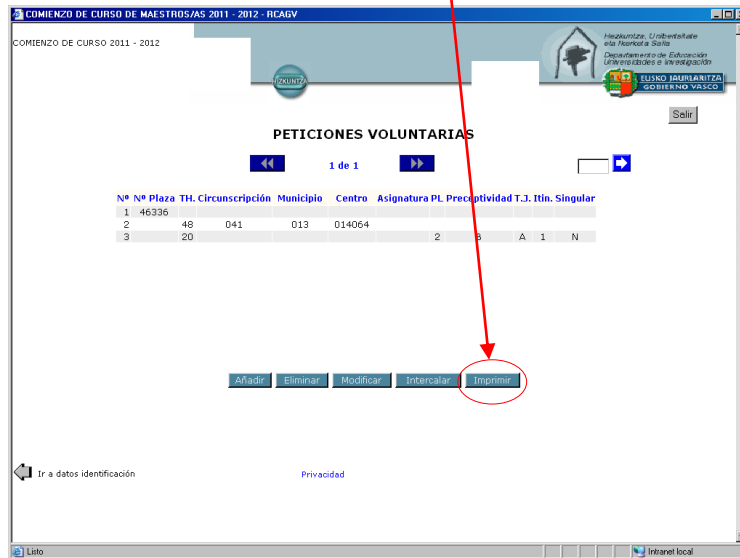 COMIENZO DE CURSO DE MAESTROS/AS 2011 - 2012 - RCAGV
COMIENZO DE CURSO 2011 - 2012
HEZKUNTZA
Hezkuntza, Unibertsitate
eta Ikerketa Saila
Departamento de Educación
Universidades e Investigación
EUSKO JAURLARITZA
GOBIERNO VASCO
Salir
PETICIONES VOLUNTARIAS
1 de 1
Nº Nº Plaza TH. Circunscripción Municipio Centro Asignatura PL Preceptividad T.J. Itin. Singular
1 46336
2 48 041 013 014064
3 20 2 B A 1 N
Añadir Eliminar Modificar Intercalar Imprimir
Ir a datos identificación Privacidad
Listo Intranet local